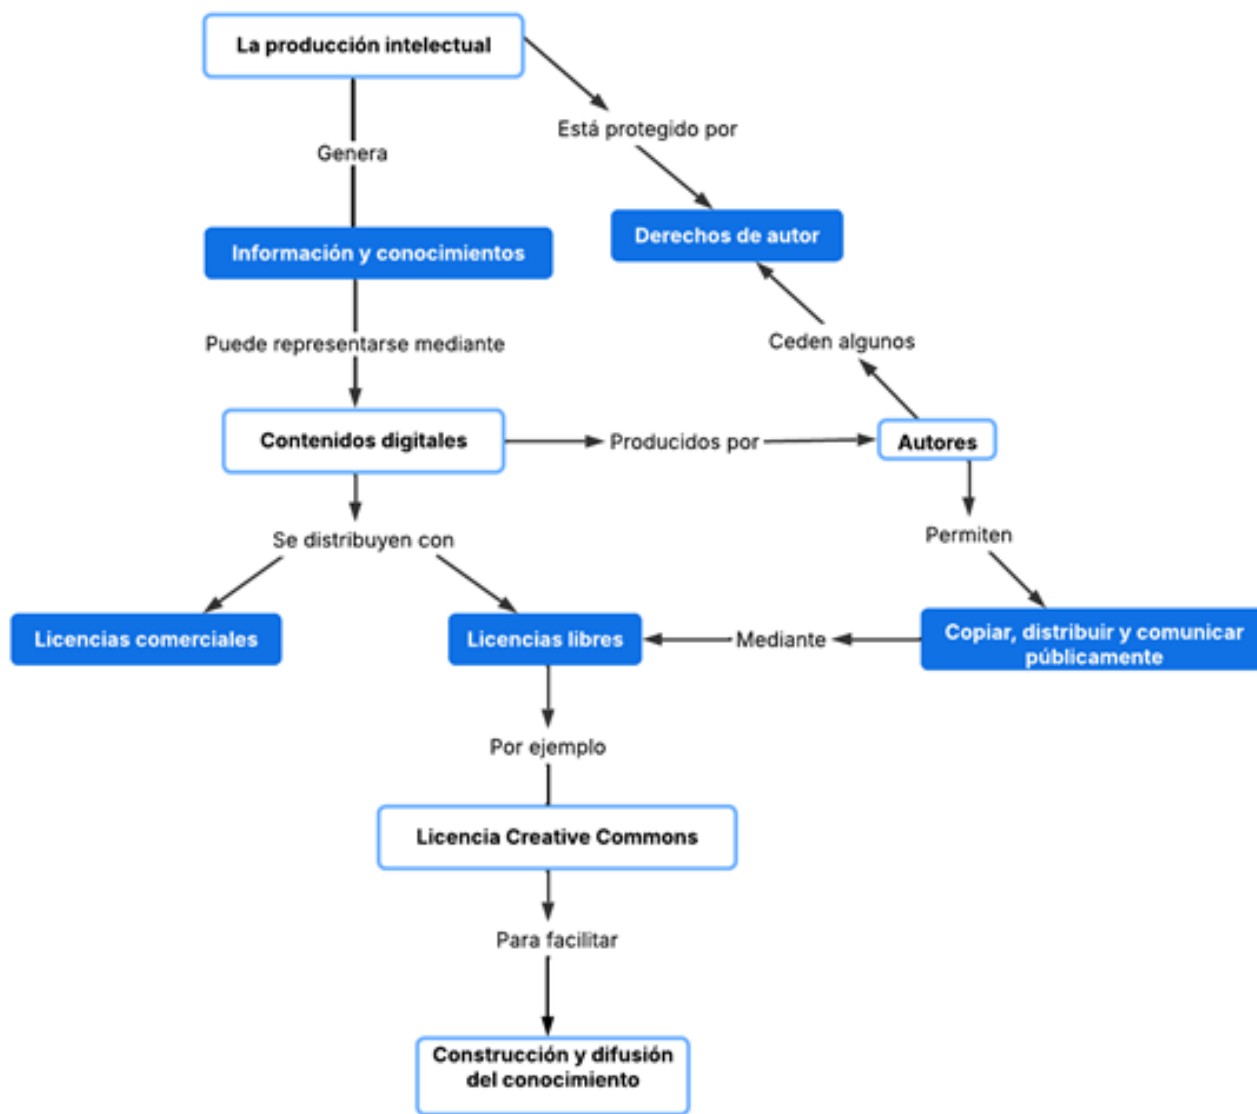 La producción intelectual
Está protegido por
Genera
Derechos de autor
Información y conocimientos
Ceden algunos
Puede representarse mediante
Contenidos digitales
Producidos por
Autores
Se distribuyen con
Permiten
Licencias comerciales
Licencias libres
Mediante
Copiar, distribuir y comunicar
públicamente
Por ejemplo
Licencia Creative Commons
Para facilitar
Construcción y difusión
del conocimiento